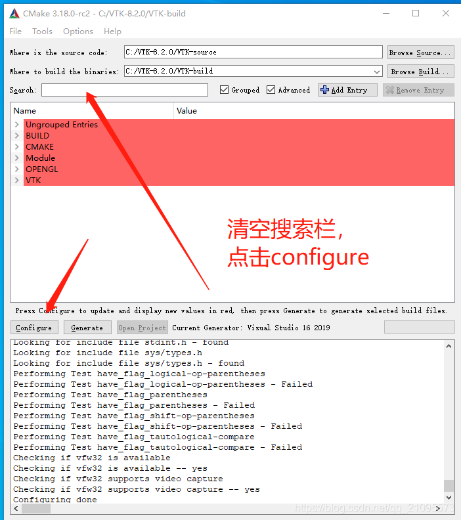 CMake 3.18.0-rc2 - C:/VTK-8.2.0/VTK-build
File Tools Options Help
Where is the source code: C:/VTK-8.2.0/VTK-source Browse Source...
Where to build the binaries: C:/VTK-8.2.0/VTK-build Browse Build...
Search: Grouped Advanced Add Entry Remove Entry
Name Value
Ungrouped Entries
BUILD
CMAKE
Module
OPENGL
VTK
清空搜索栏，
点击configure
Press Configure to update and display new values in red, then press Generate to generate selected build files.
Configure Generate Open Project Current Generator: Visual Studio 16 2019
Looking for include file stdint.h - found
Looking for include file sys/types.h
Looking for include file sys/types.h - found
Performing Test have_flag_logical-op-parentheses
Performing Test have_flag_logical-op-parentheses - Failed
Performing Test have_flag_parentheses
Performing Test have_flag_parentheses - Failed
Performing Test have_flag_shift-op-parentheses
Performing Test have_flag_shift-op-parentheses - Failed
Performing Test have_flag_tautological-compare
Performing Test have_flag_tautological-compare - Failed
Checking if vfw32 is available
Checking if vfw32 is available -- yes
Checking if vfw32 supports video capture
Checking if vfw32 supports video capture -- yes
Configuring done